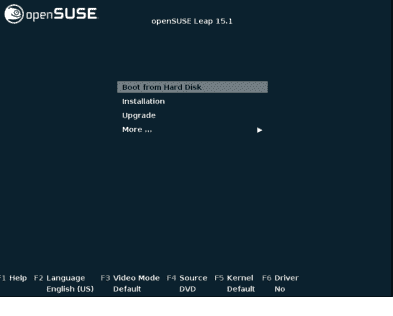 openSUSE
openSUSE Leap 15.1
Boot from Hard Disk
Installation
Upgrade
More ...
F1 Help F2 Language F3 Video Mode F4 Source F5 Kernel F6 Driver
English (US) Default DVD Default No